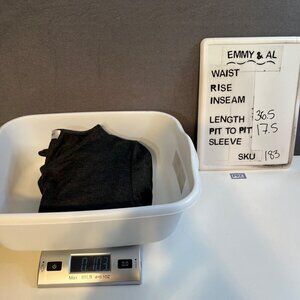 EMMY & AL
WAIST
RISE
INSEAM
LENGTH 36.5
PIT TO PIT 17.5
SLEEVE
SKU 183